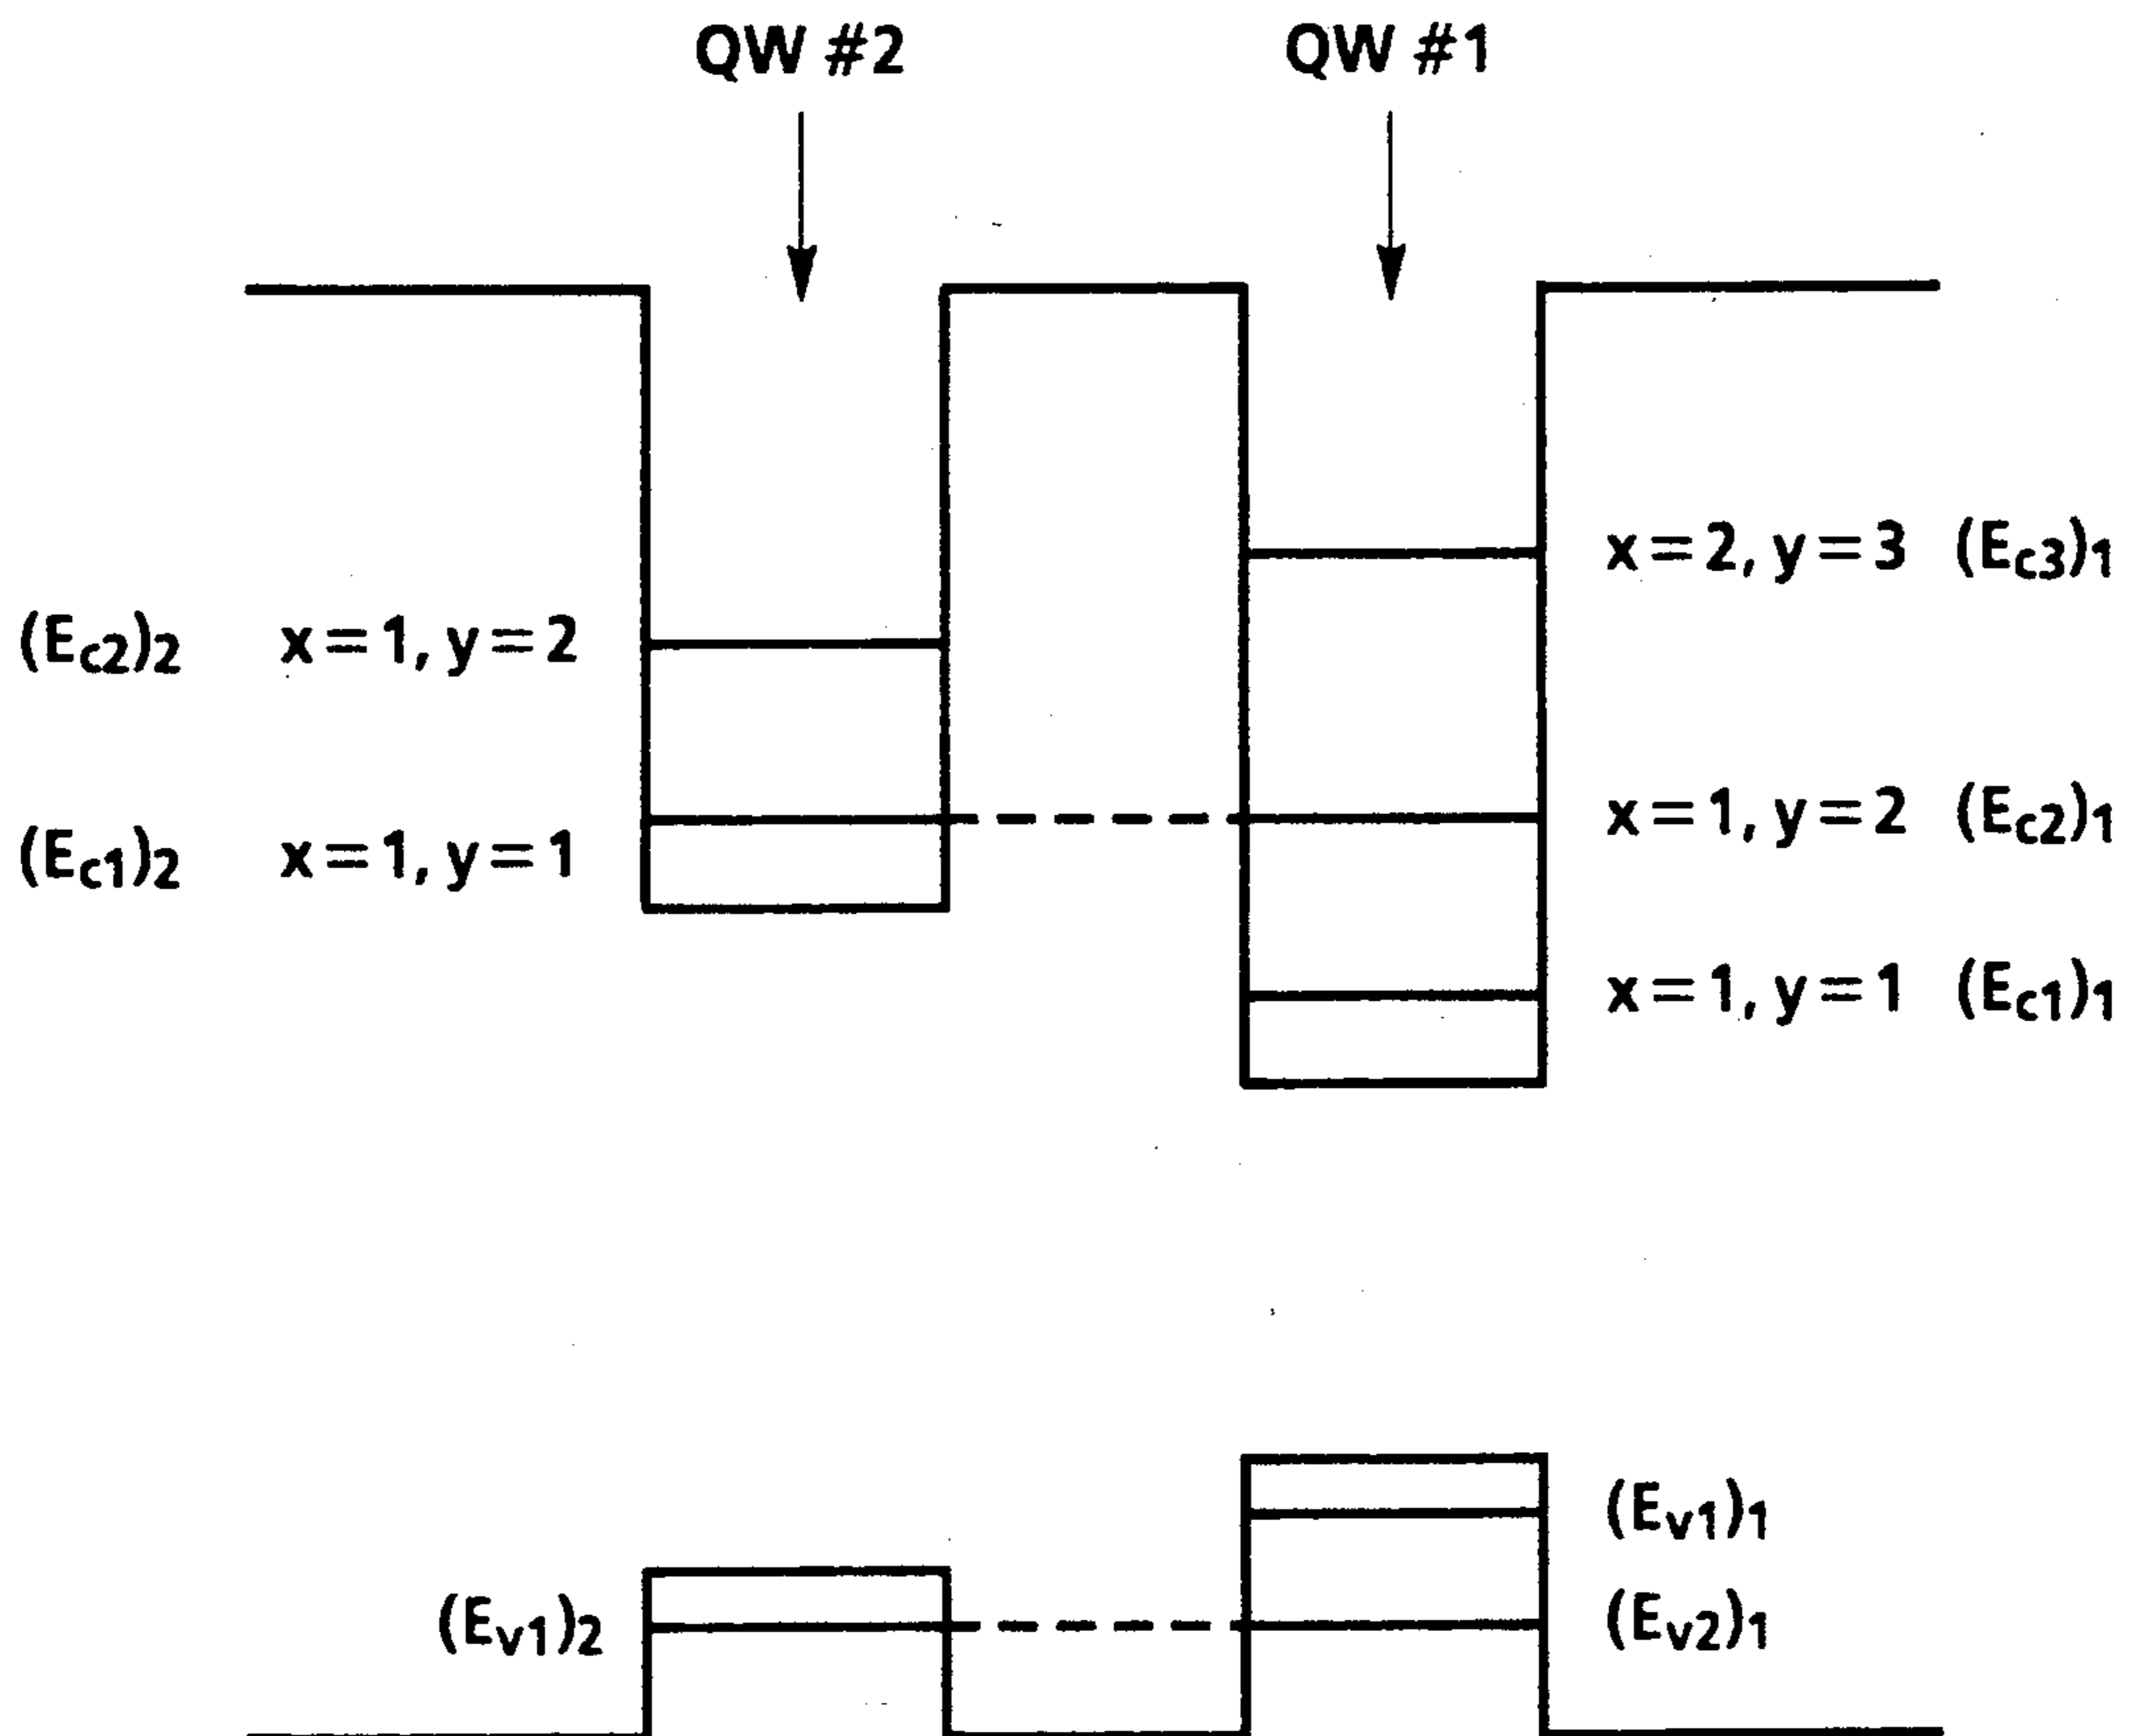 QW #2 QW #1
x=2, y=3 (Ec3)1
(Ec2)2 x=1, y=2
x=1, y=2 (Ec2)1
(Ec1)2 x=1, y=1
x=1, y=1 (Ec1)1
(Ev1)1
(Ev1)2 (Ev2)1